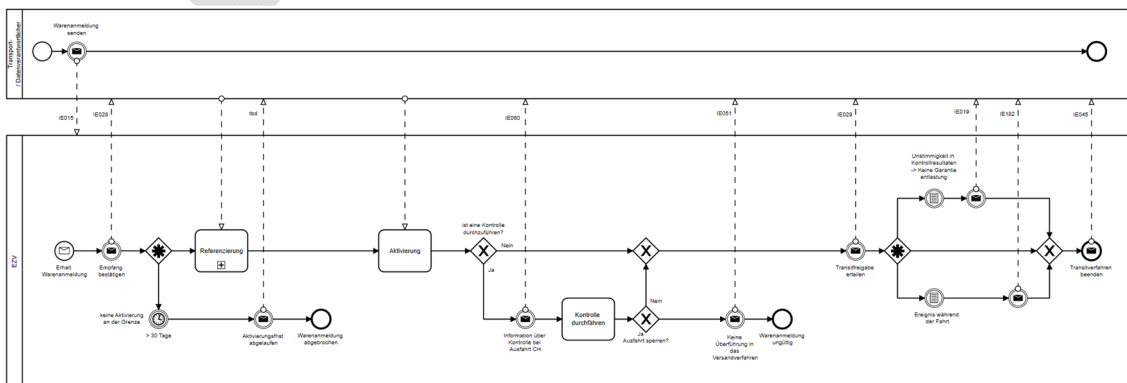 Transport-
/ Datenverantwortlicher
Warenanmeldung
senden
IE015
IE028
tbd
IE060
IE051
IE029
IE019
IE182
IE045
EZV
Erhalt
Warenanmeldung
Empfang
bestätigen
Referenzierung
keine Aktivierung
an der Grenze
> 30 Tage
Aktivierungsfrist
abgelaufen
Warenanmeldung
abgebrochen
Aktivierung
ist eine Kontrolle
durchzuführen?
Nein
Ja
Information über
Kontrolle bei
Ausfahrt CH
Kontrolle
durchfähren
Nein
Ja
Ausfahrt sperren?
Keine
Überführung in
das
Versandverfahren
Warenanmeldung
ungültig
Transitfreigabe
erteilen
Unstimmigkeit in
Kontrollresultaten
-> Keine Garantie
entlastung
Ereignis während
der Fahrt
Transitverfahren
beenden